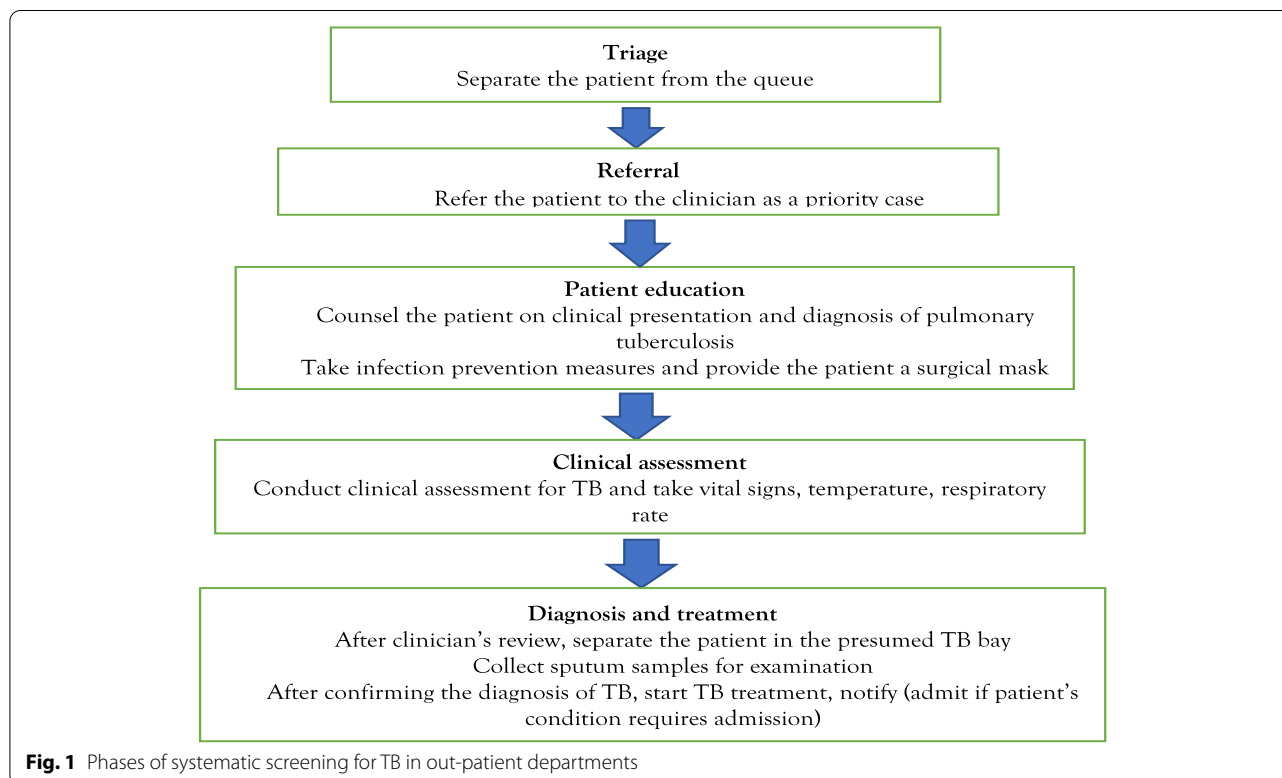 Triage
Separate the patient from the queue
Referral
Refer the patient to the clinician as a priority case
Patient education
Counsel the patient on clinical presentation and diagnosis of pulmonary
tuberculosis
Take infection prevention measures and provide the patient a surgical mask
Clinical assessment
Conduct clinical assessment for TB and take vital signs, temperature, respiratory
rate
Diagnosis and treatment
After clinician’s review, separate the patient in the presumed TB bay
Collect sputum samples for examination
After confirming the diagnosis of TB, start TB treatment, notify (admit if patient’s
condition requires admission)
Fig. 1 Phases of systematic screening for TB in out-patient departments